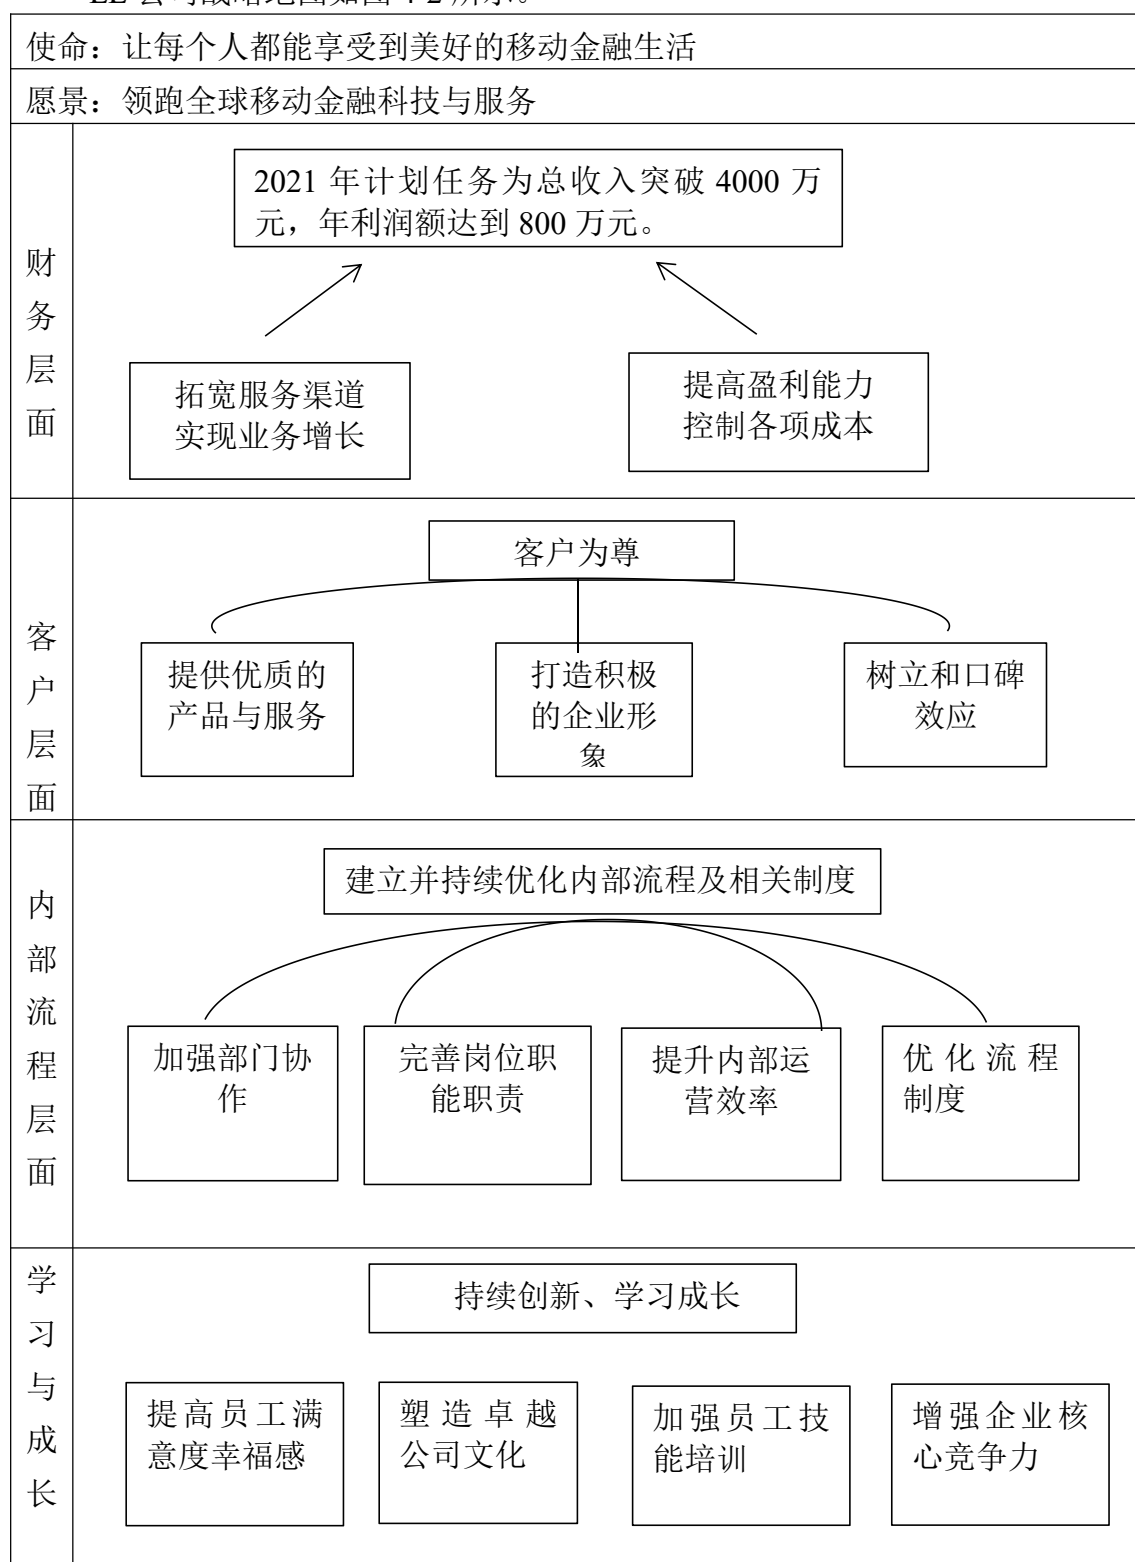 使命：让每个人都能享受到美好的移动金融生活
愿景：领跑全球移动金融科技与服务
财务层面
2021 年计划任务为总收入突破 4000 万
元，年利润额达到 800 万元。
拓宽服务渠道
实现业务增长
提高盈利能力
控制各项成本
客户层面
客户为尊
提供优质的
产品与服务
打造积极
的企业形
象
树立和口碑
效应
内部流程层面
建立并持续优化内部流程及相关制度
加强部门协
作
完善岗位职
能职责
提升内部运
营效率
优化流程
制度
学习与成长
持续创新、学习成长
提高员工满
意度幸福感
塑造卓越
公司文化
加强员工技
能培训
增强企业核
心竞争力